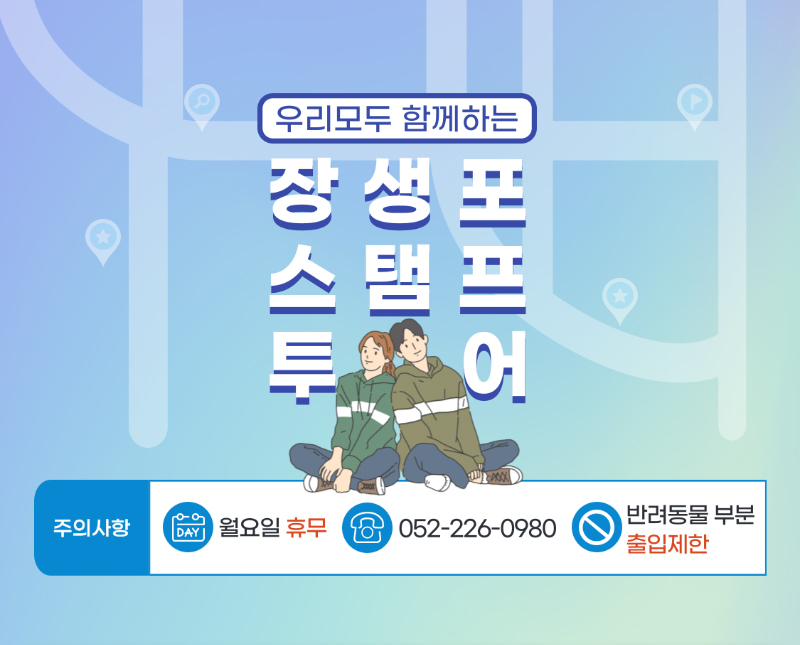 우리모두 함께하는
장생포
스탬프
투어
주의사항
DAY
월요일 휴무
052-226-0980
반려동물 부분
출입제한